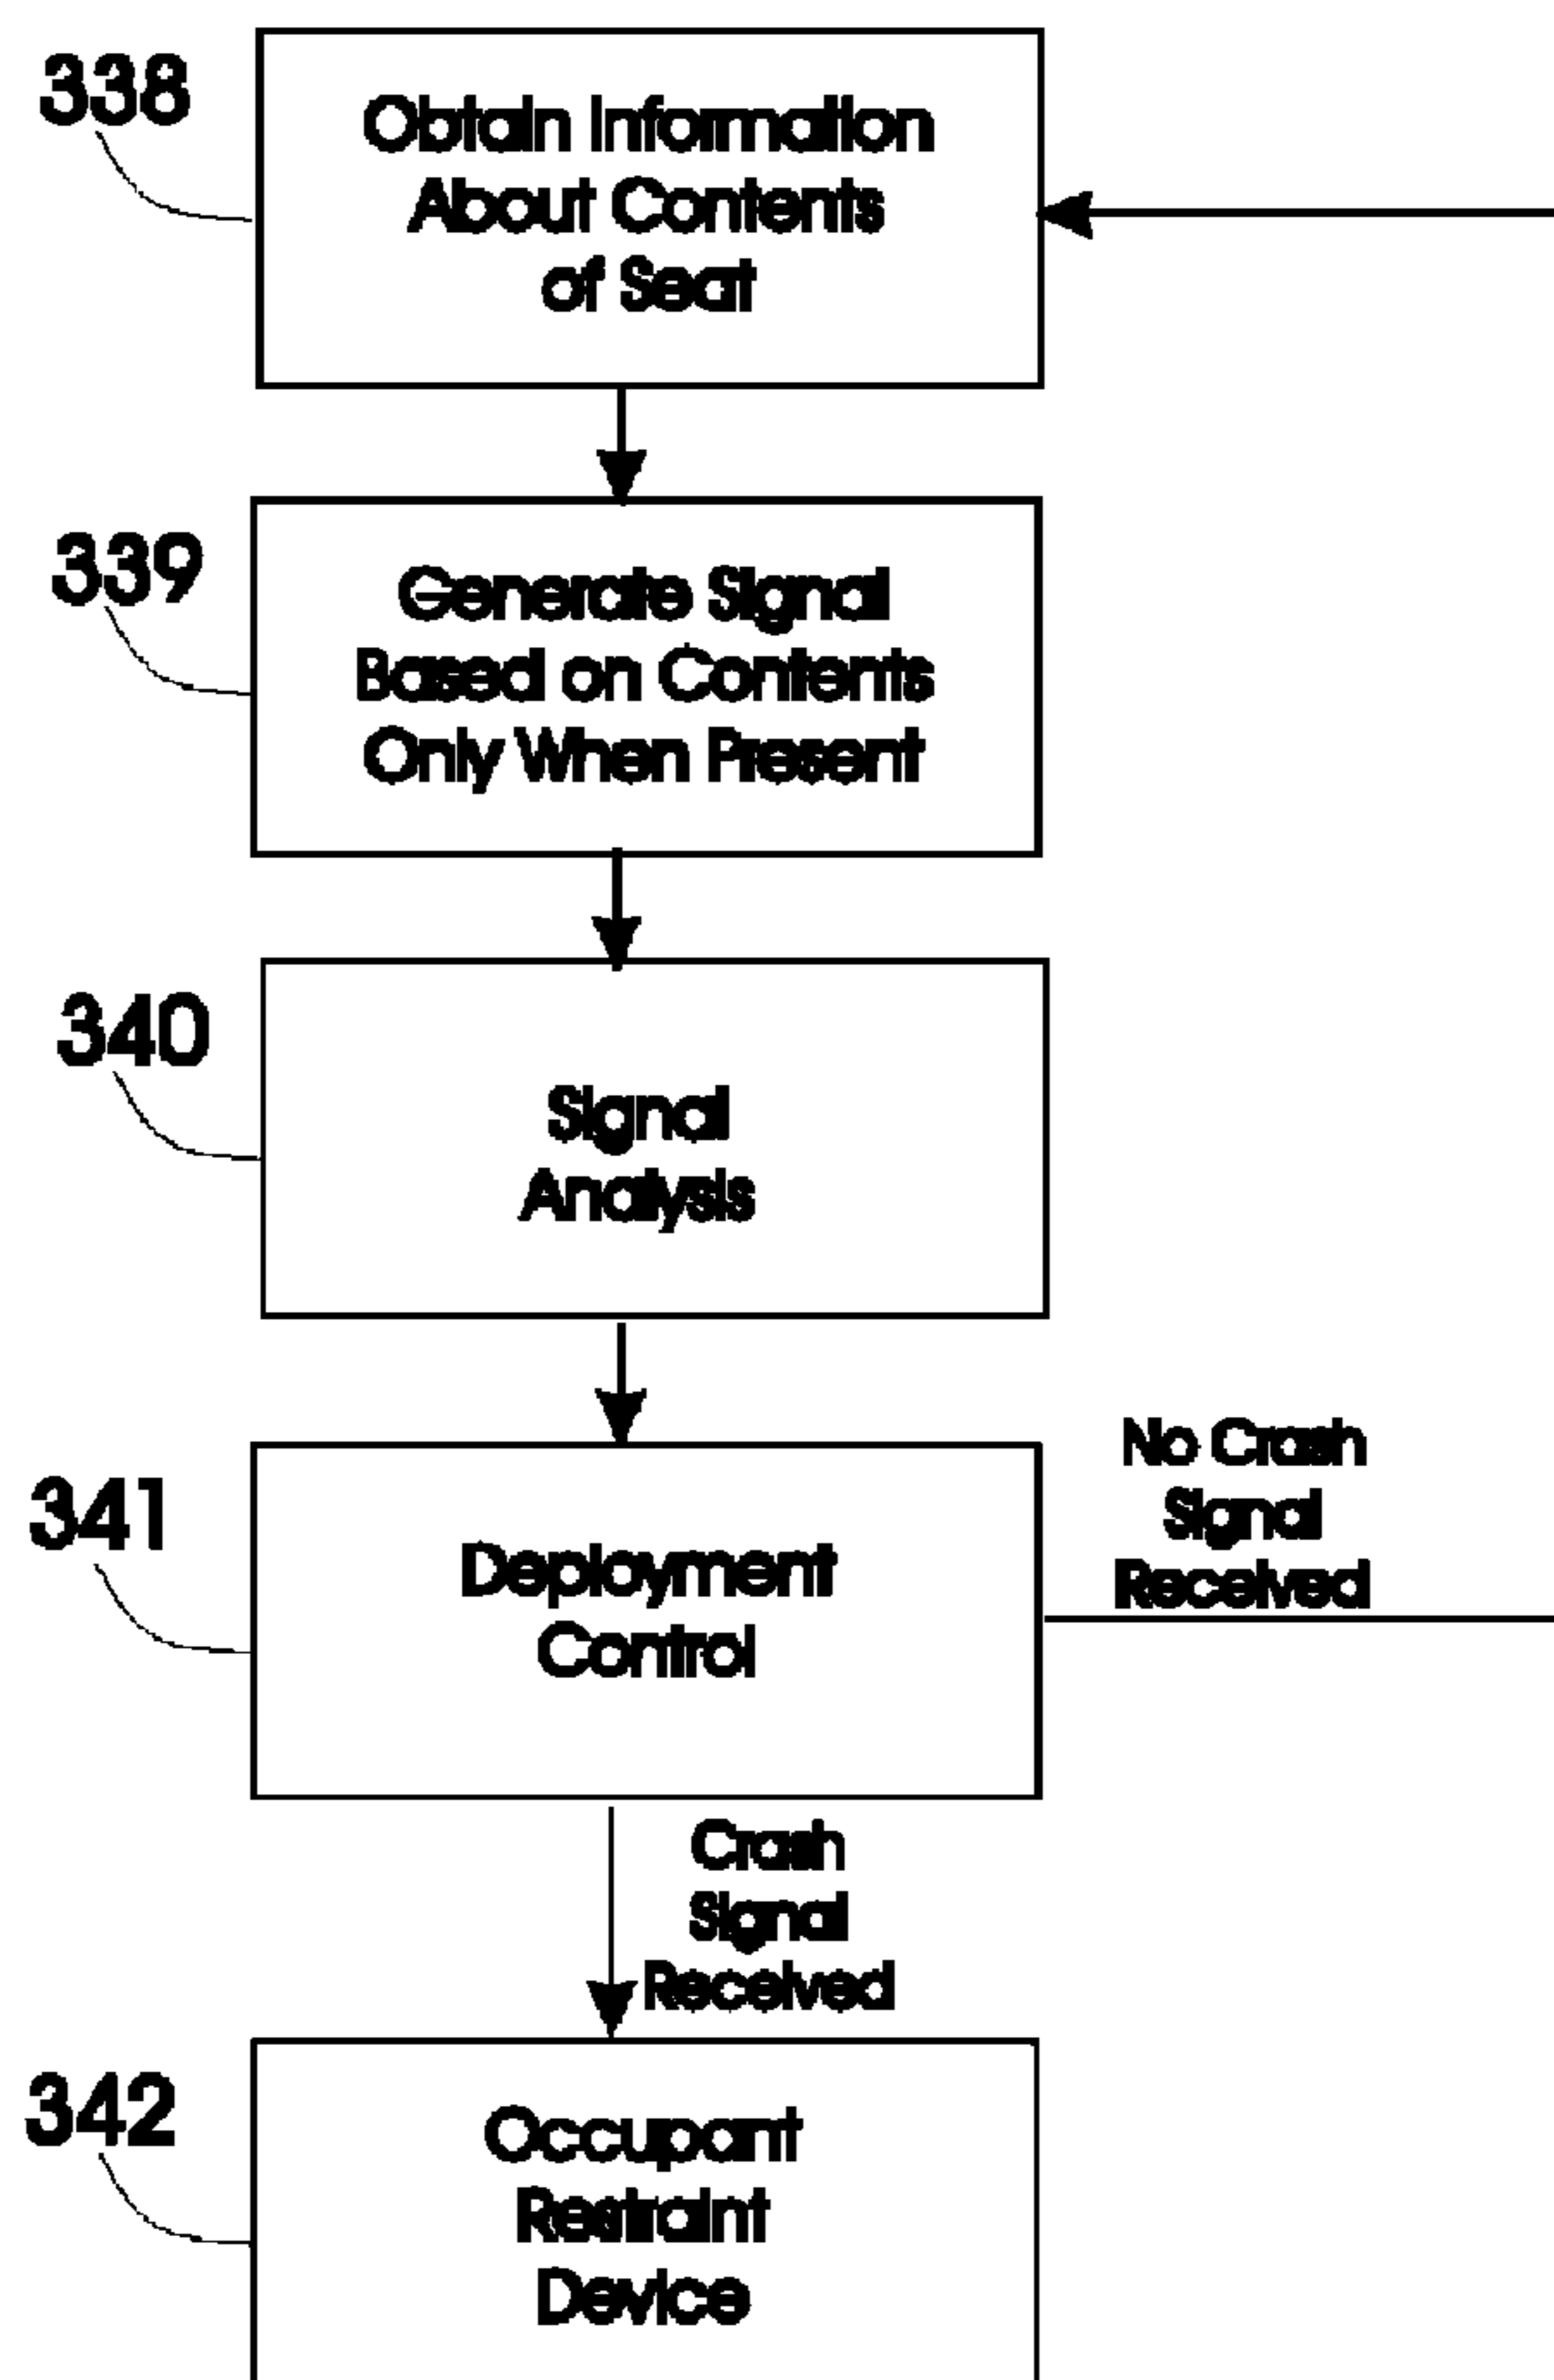 338
Obtain Information
About Contents
of Seat
339
Generate Signal
Based on Contents
Only When Present
340
Signal
Analysis
341
Deployment
Control
No Crash
Signal
Received
Crash
Signal
Received
342
Occupant
Restraint
Device